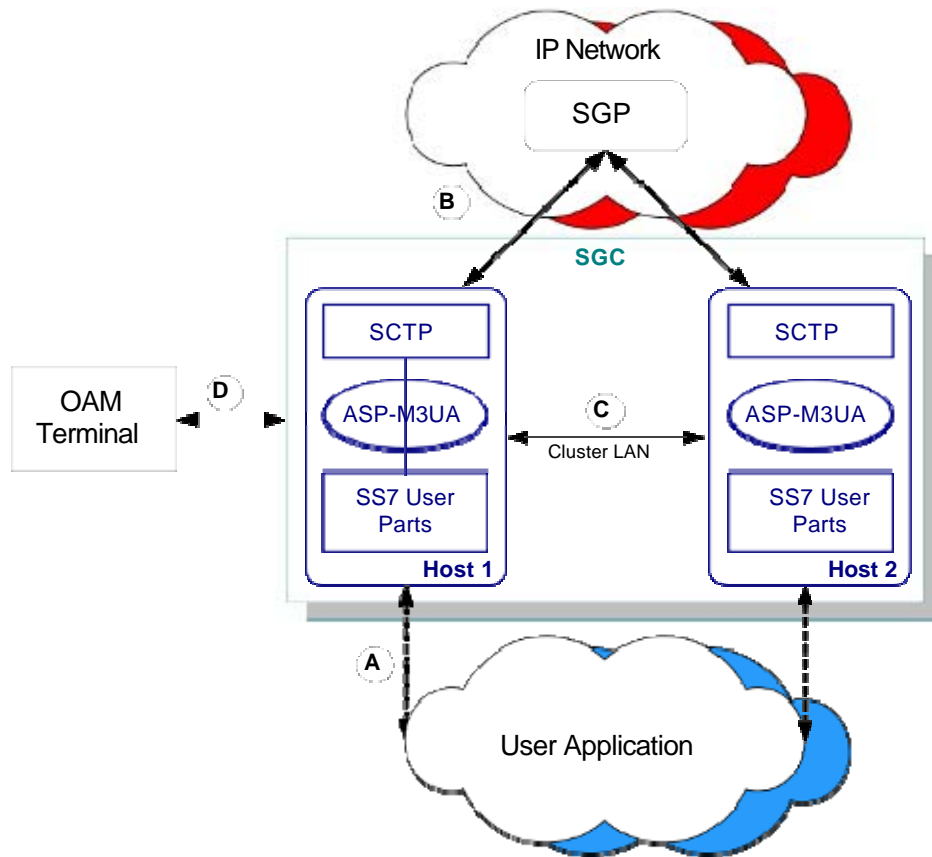 IP Network
SGP
B
SGC
SCTP
SCTP
OAM
Terminal
D
ASP-M3UA
C
ASP-M3UA
Cluster LAN
SS7 User
Parts
SS7 User
Parts
Host 1
Host 2
A
User Application